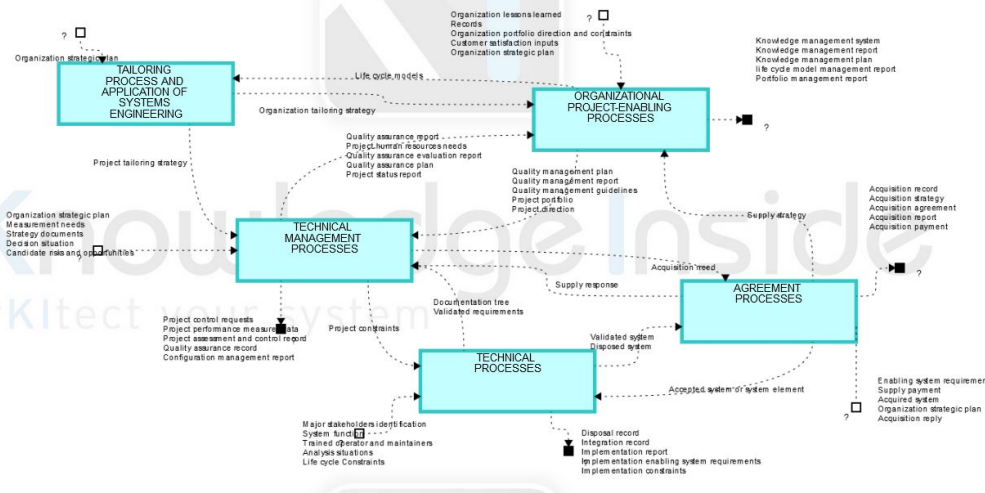 Organization lessons learned
Records
Organization portfolio direction and constraints
Customer satisfaction inputs
Organization strategic plan
?
?
Knowledge management system
Knowledge management report
Knowledge management plan
life cycle model management report
Portfolio management report
Organization strategic plan
TAILORING
PROCESS AND
APPLICATION OF
SYSTEMS
ENGINEERING
Life cycle models
Organization tailoring strategy
ORGANIZATIONAL
PROJECT-ENABLING
PROCESSES
?
Quality assurance report
Project human resources needs
Quality assurance evaluation report
Quality assurance plan
Project status report
Project tailoring strategy
Quality management plan
Quality management report
Quality management guidelines
Project portfolio
Project direction
Acquisition record
Acquisition strategy
Acquisition agreement
Acquisition report
Acquisition payment
Supply strategy
Organization strategic plan
Measurement needs
Strategy documents
Decision situation
Candidate risks and opportunities
?
TECHNICAL
MANAGEMENT
PROCESSES
Knowledge Inside
Acquisition need
Supply response
?
AGREEMENT
PROCESSES
KItect your system
Documentation tree
Validated requirements
Project control requests
Project performance measures data
Project assessment and control record
Quality assurance record
Configuration management report
Project constraints
Validated system
Disposed system
TECHNICAL
PROCESSES
Accepted system or system element
Enabling system requiremen
Supply payment
Acquired system
Organization strategic plan
Acquisition reply
?
Major stakeholders identification
System function
Trained operator and maintainers
Analysis situations
Life cycle Constraints
?
Disposal record
Integration record
Implementation report
Implementation enabling system requirements
Implementation constraints
?